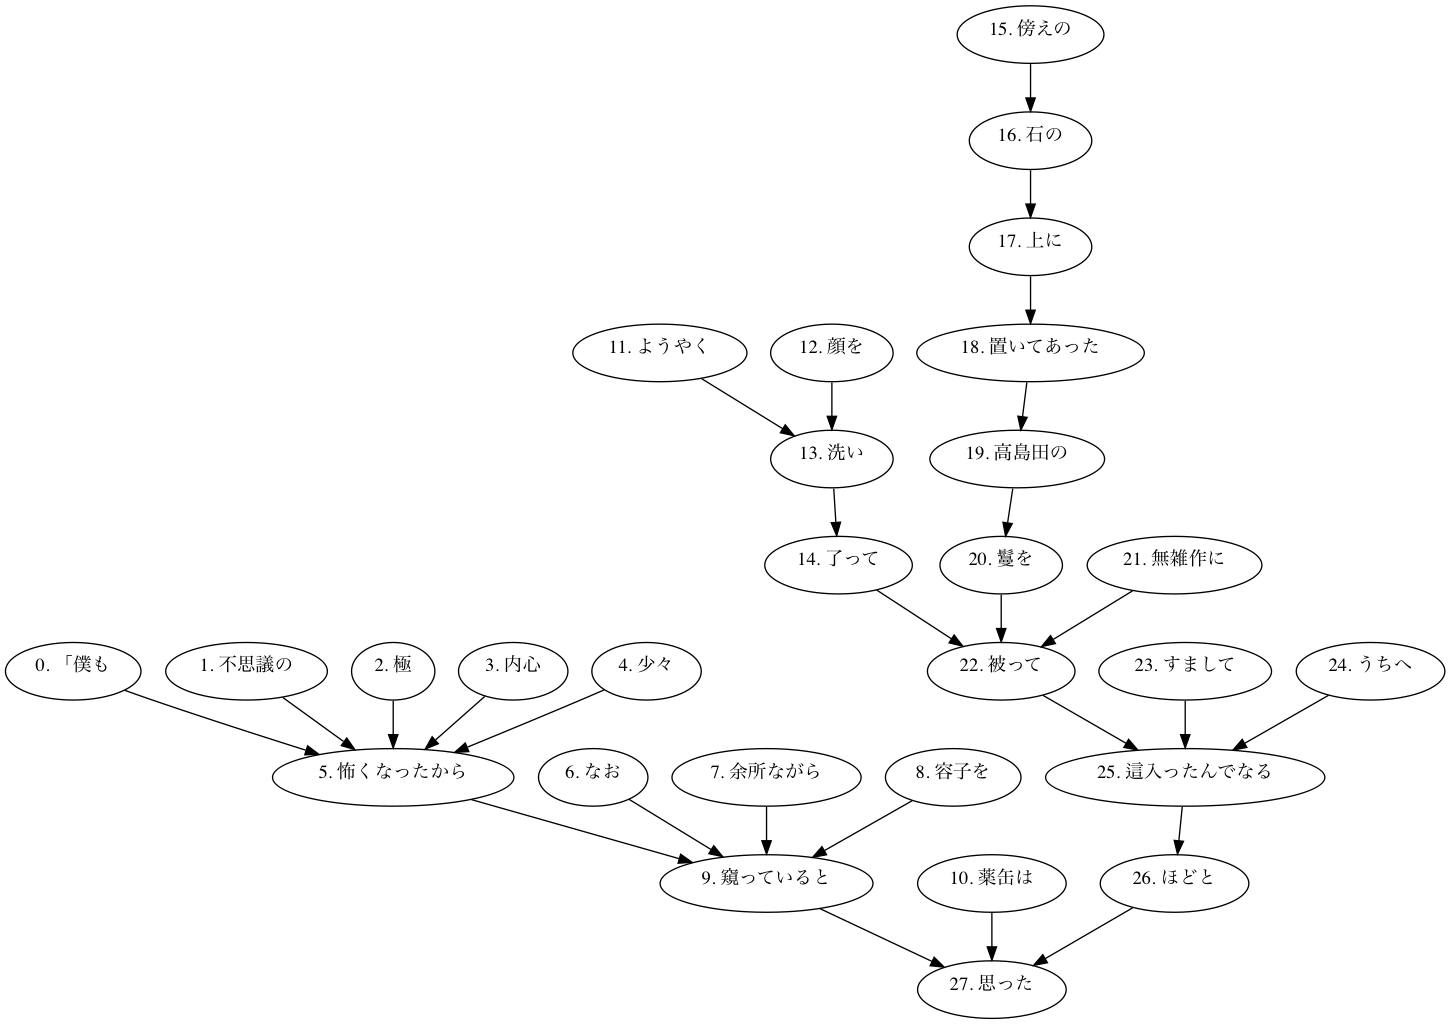 15. 傍えの
16. 石の
17. 上に
11. ようやく
12. 顔を
18. 置いてあった
13. 洗い
19. 高島田の
14. 了って
20. 鬘を
21. 無雑作に
0. 「僕も
1. 不思議の
2. 極
3. 内心
4. 少々
22. 被って
23. すまして
24. うちへ
5. 怖くなったから
6. なお
7. 余所ながら
8. 容子を
25. 這入ったんでなる
9. 窺っていると
10. 薬缶は
26. ほどと
27. 思った